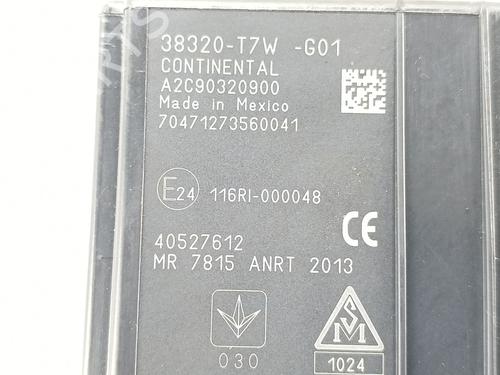 38320-T7W -G01
CONTINENTAL
A2C90320900
Made in Mexico
70471273560041
E24 116RI-000048
CE
40527612
MR 7815 ANRT 2013
030
SM
1024